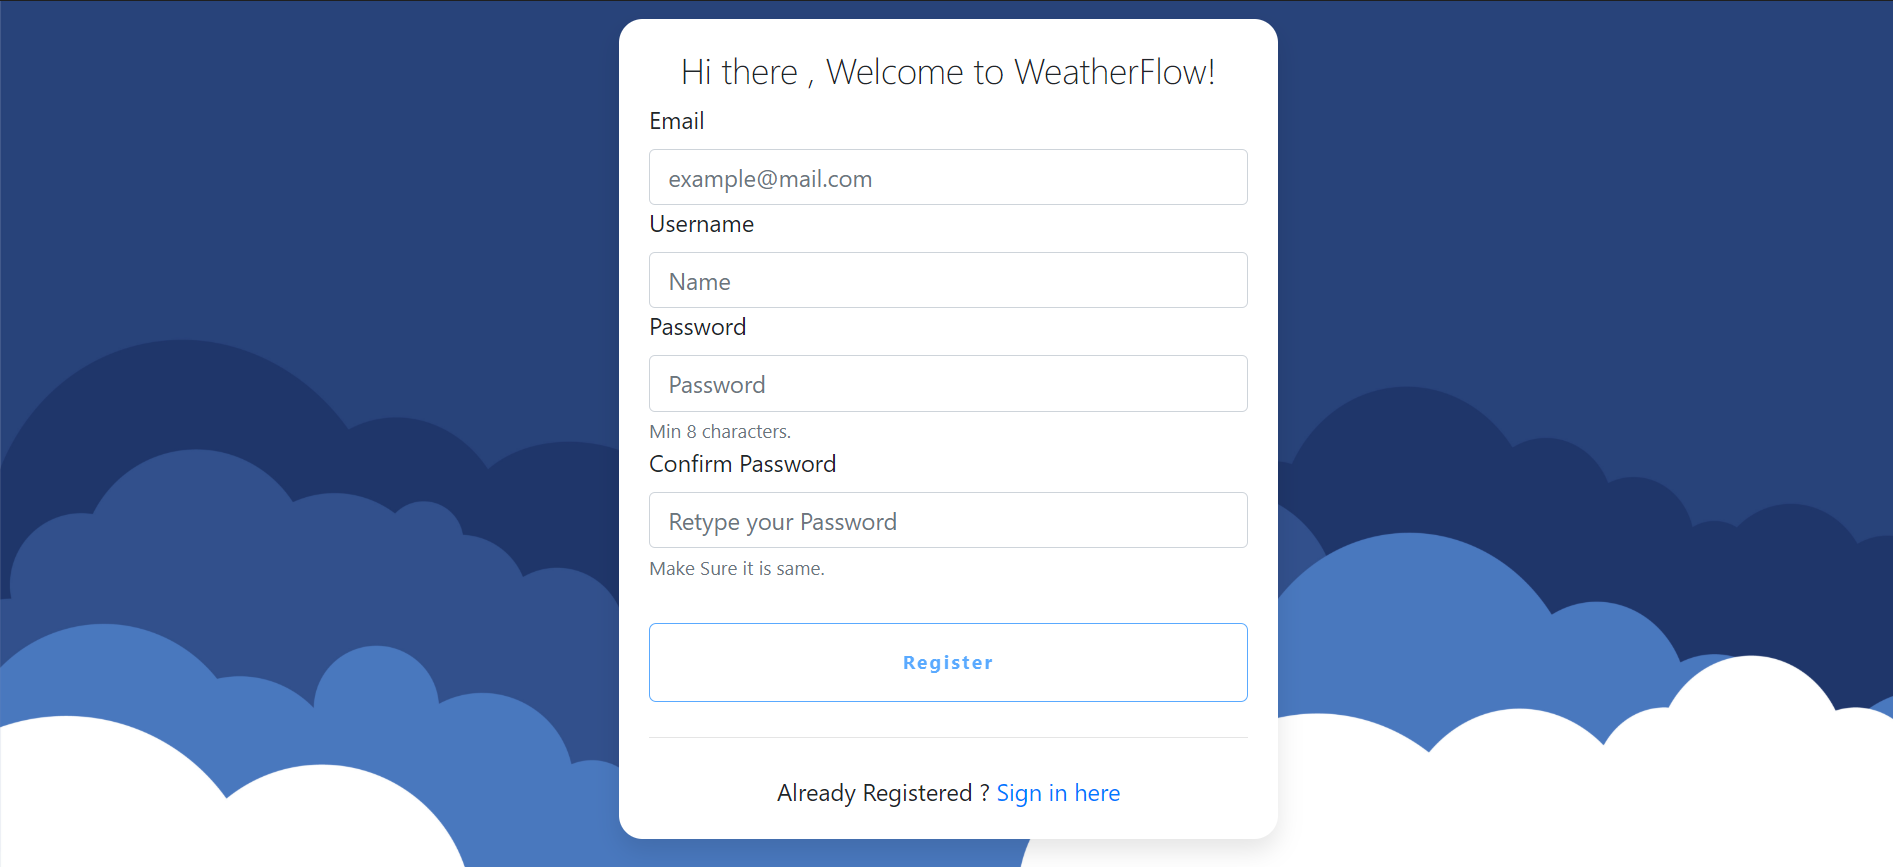 Hi there , Welcome to WeatherFlow!
Email
example@mail.com
Username
Name
Password
Password
Min 8 characters.
Confirm Password
Retype your Password
Make Sure it is same.
Register
Already Registered ? Sign in here